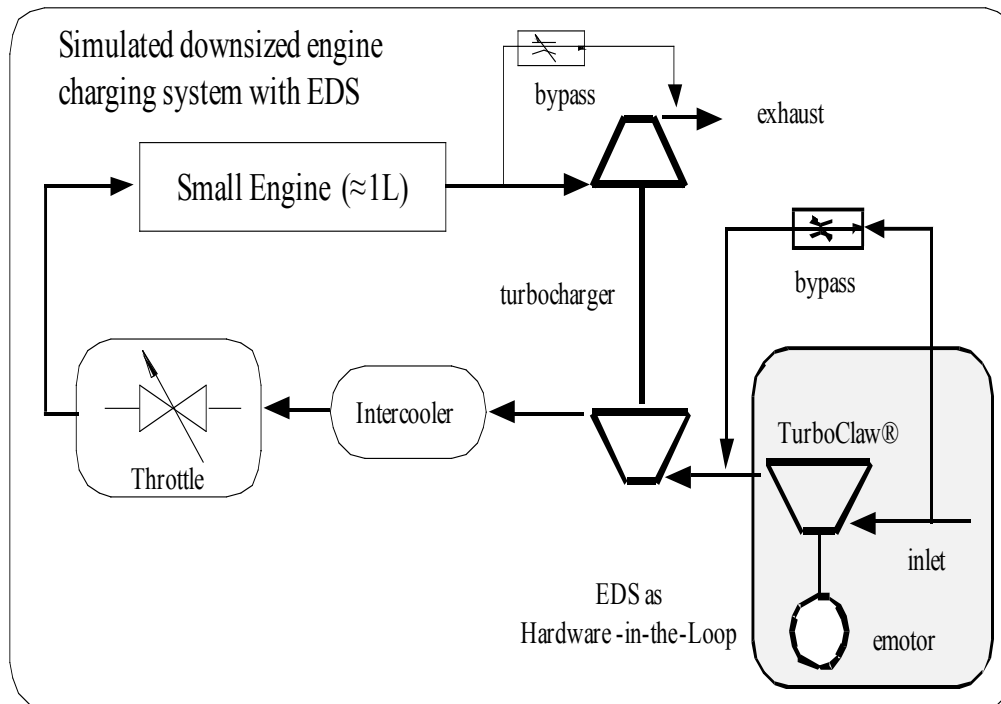 Simulated downsized engine
charging system with EDS
bypass
exhaust
Small Engine (≈1L)
turbocharger
bypass
Intercooler
Throttle
TurboClaw®
inlet
EDS as
Hardware -in-the-Loop
emotor